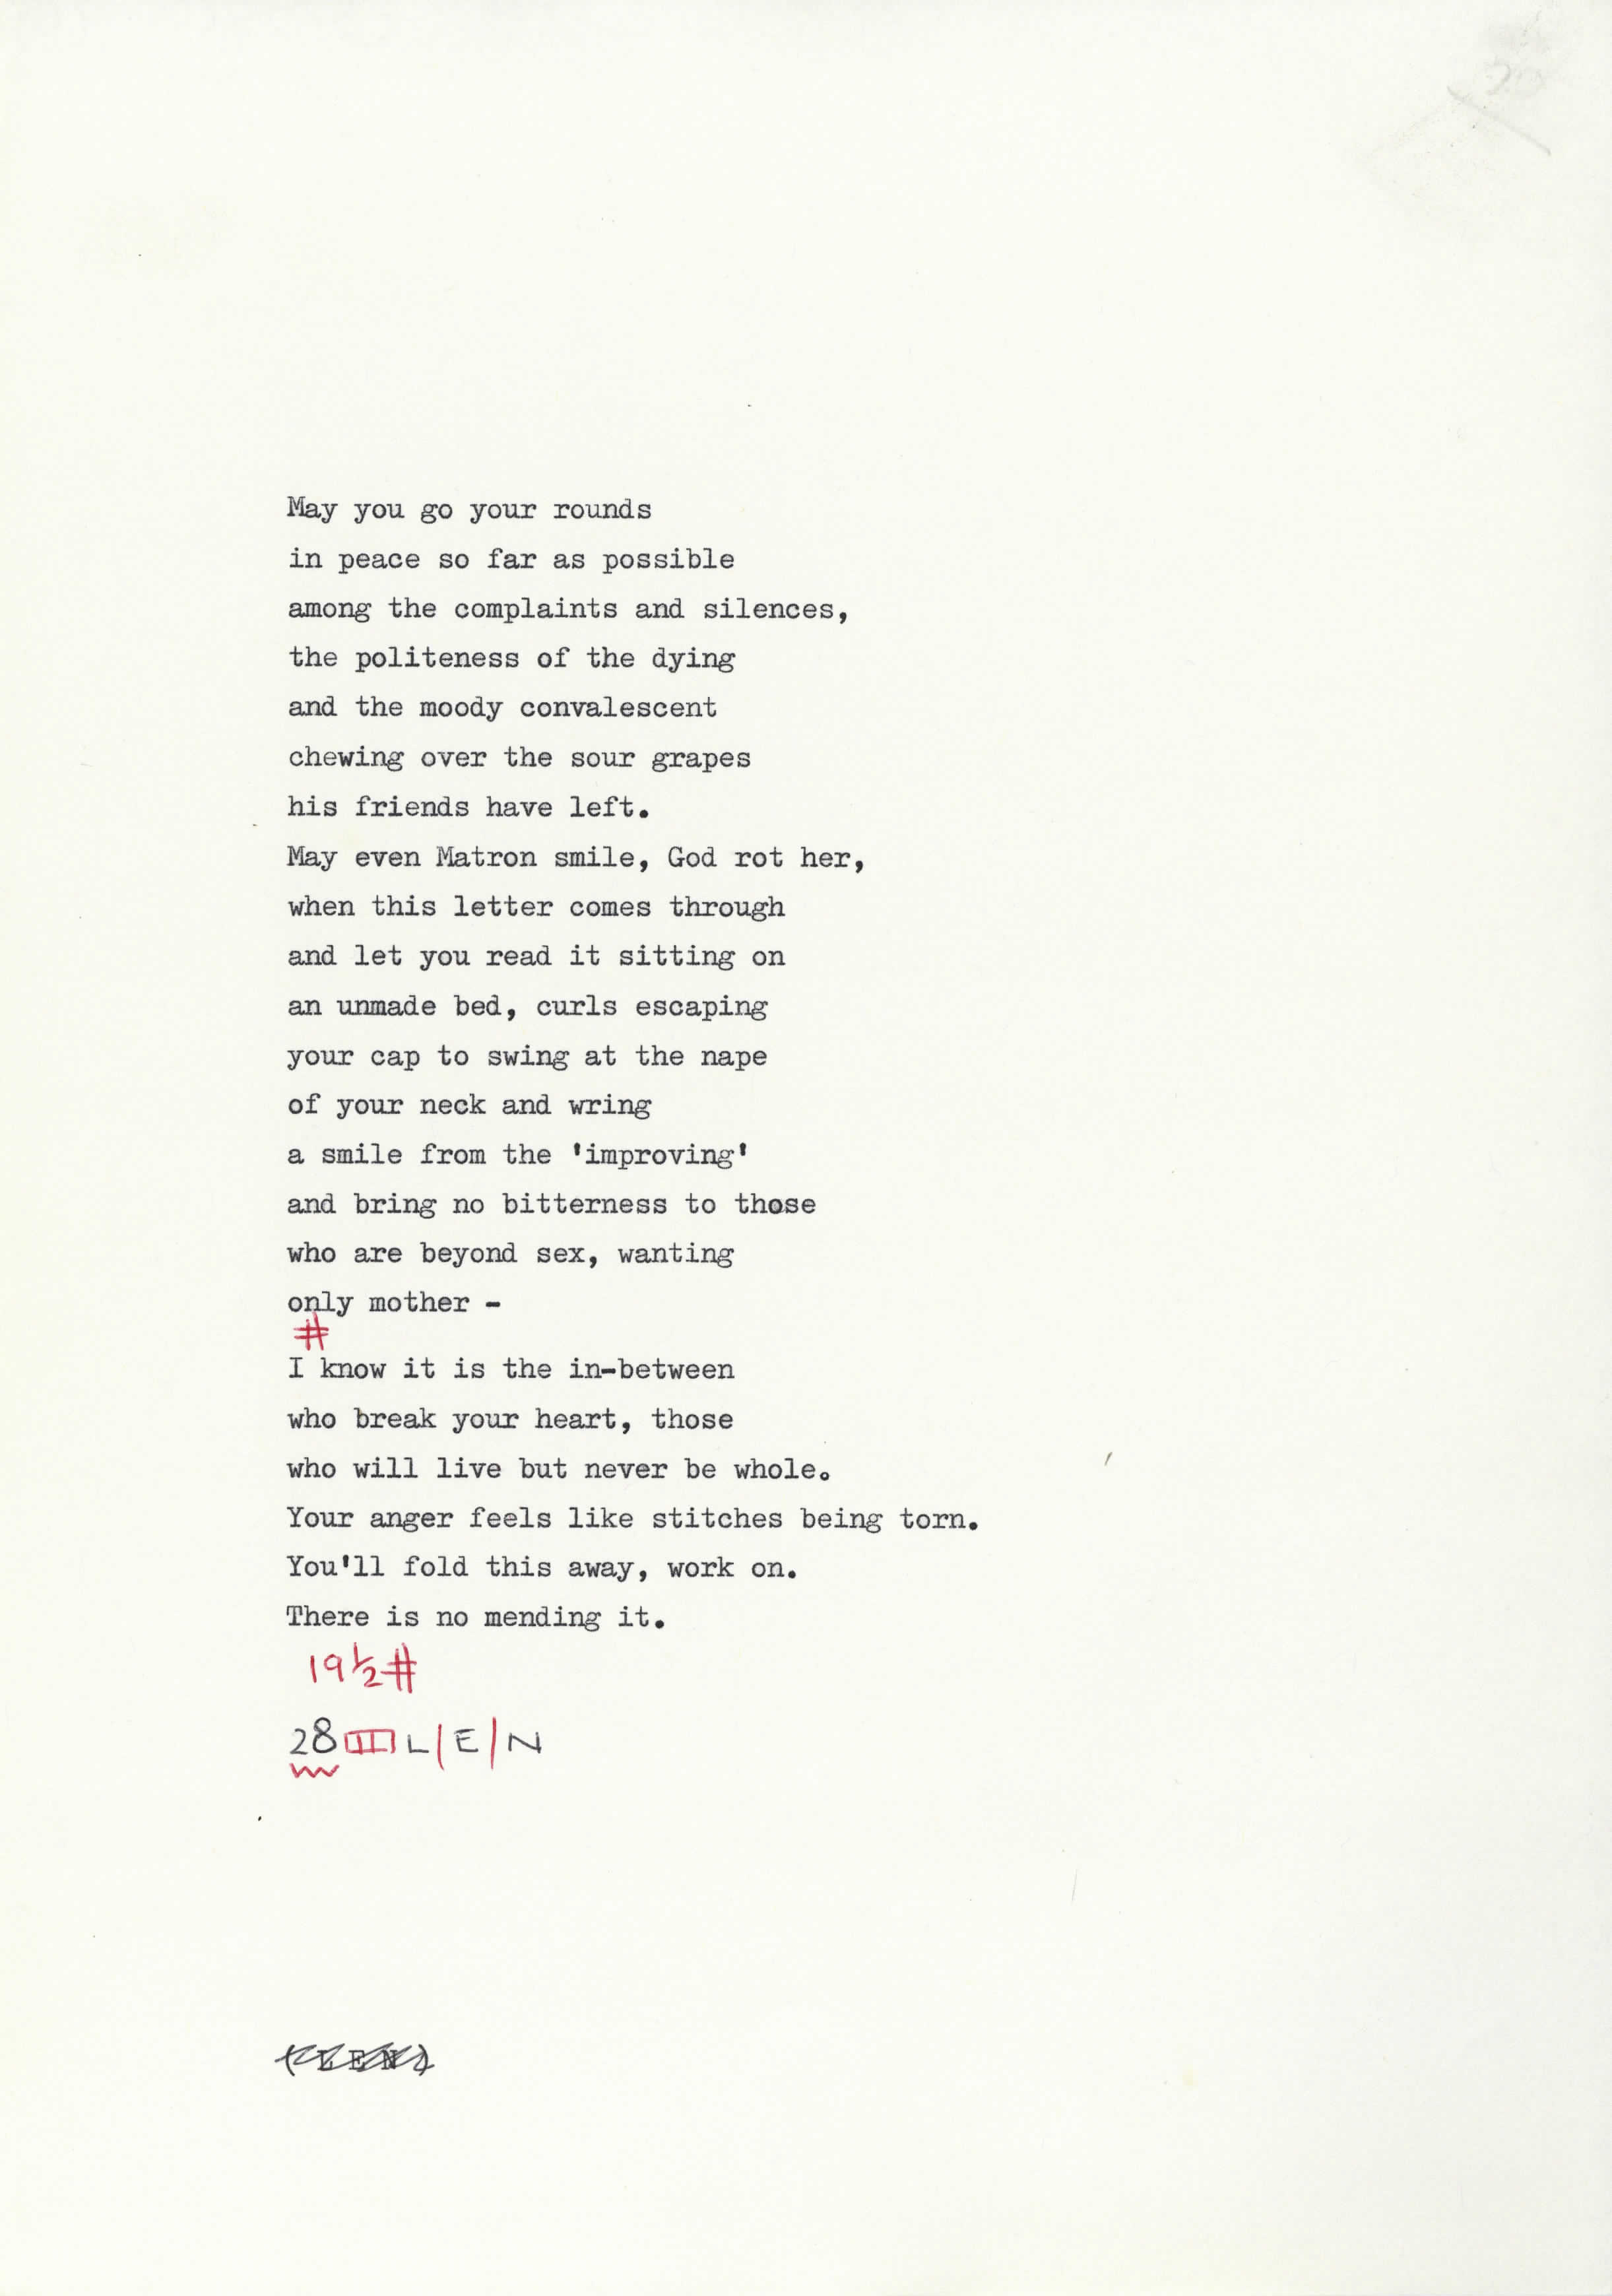 20
May you go your rounds
in peace so far as possible
among the complaints and silences,
the politeness of the dying
and the moody convalescent
chewing over the sour grapes
his friends have left.
May even Matron smile, God rot her,
when this letter comes through
and let you read it sitting on
an unmade bed, curls escaping
your cap to swing at the nape
of your neck and wring
a smile from the 'improving'
and bring no bitterness to those
who are beyond sex, wanting
only mother -
#
I know it is the in-between
who break your heart, those
who will live but never be whole.
Your anger feels like stitches being torn.
You'll fold this away, work on.
There is no mending it.
19½#
28 L/E/N
(LEN)